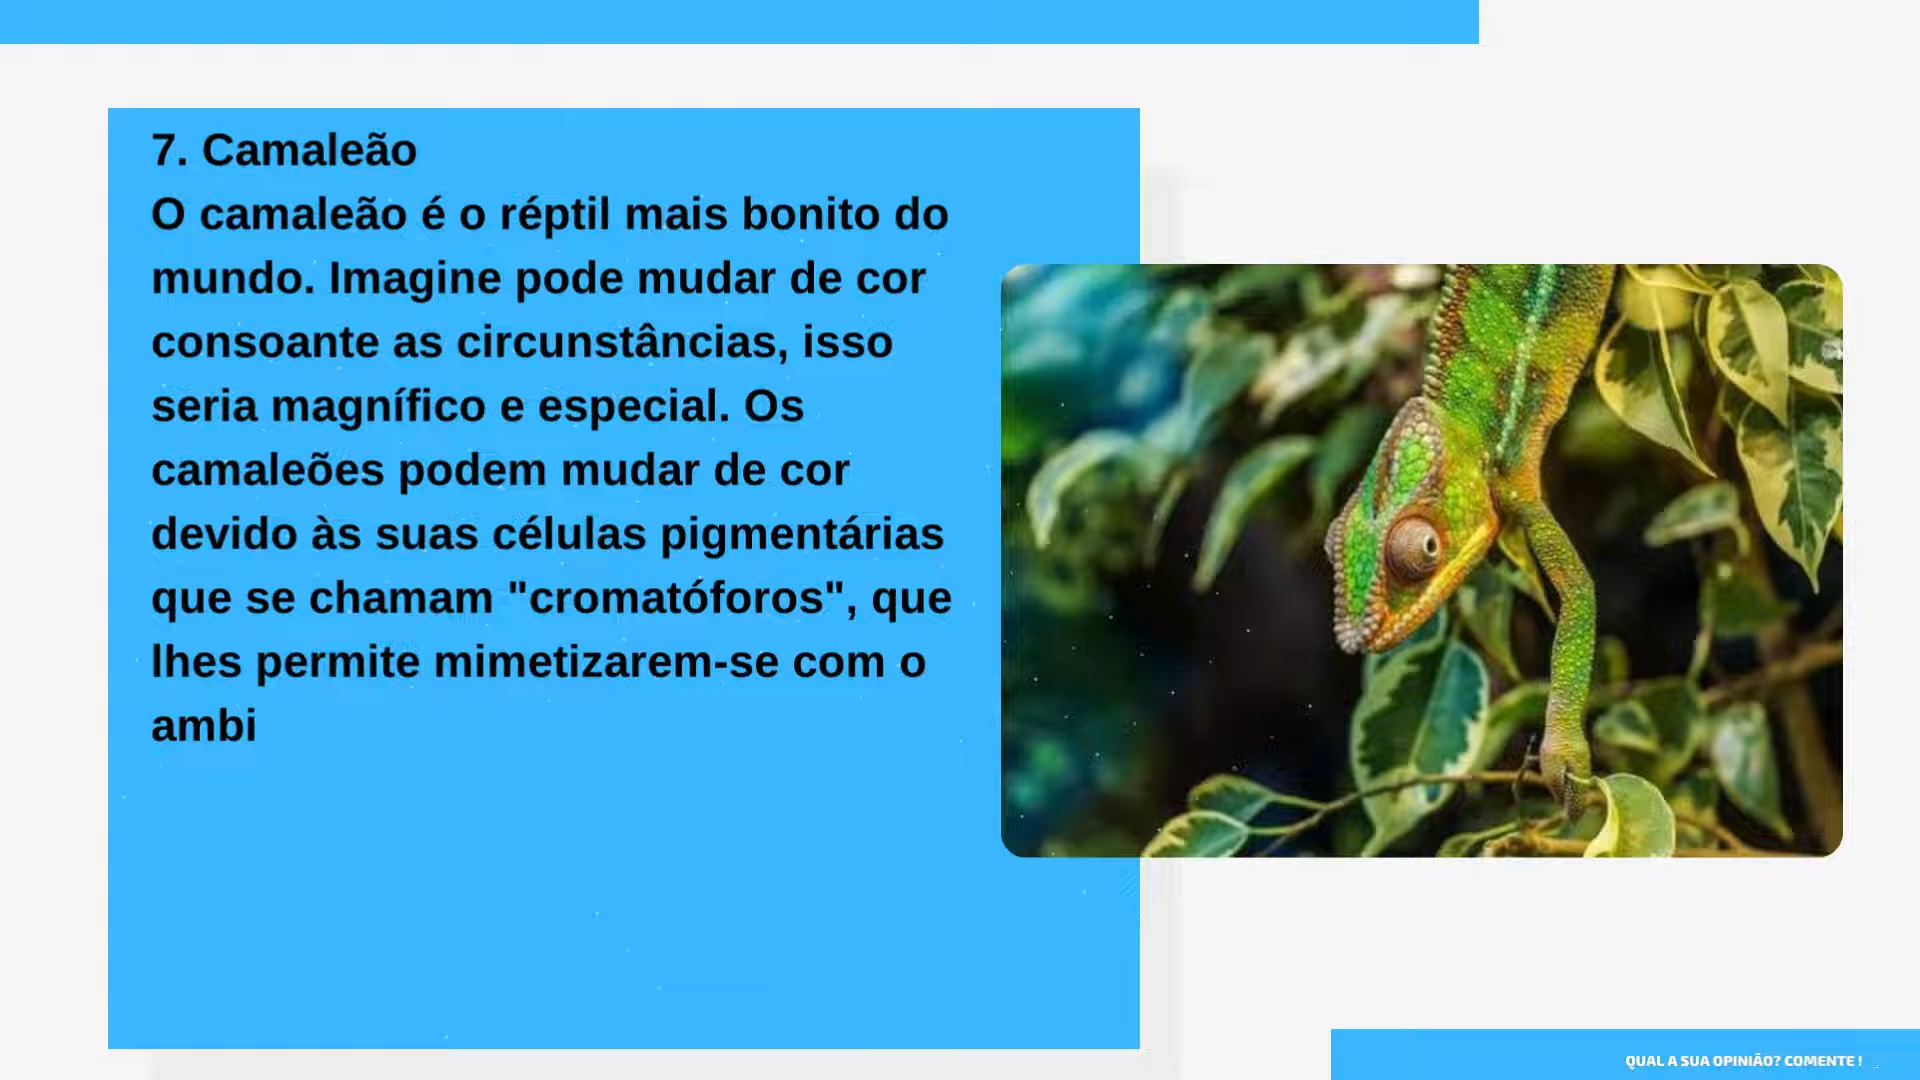 7. Camaleão
O camaleão é o réptil mais bonito do
mundo. Imagine pode mudar de cor
consoante as circunstâncias, isso
seria magnífico e especial. Os
camaleões podem mudar de cor
devido às suas células pigmentárias
que se chamam "cromatóforos", que
lhes permite mimetizarem-se com o
ambi
QUAL A SUA OPINIÃO? COMENTE !